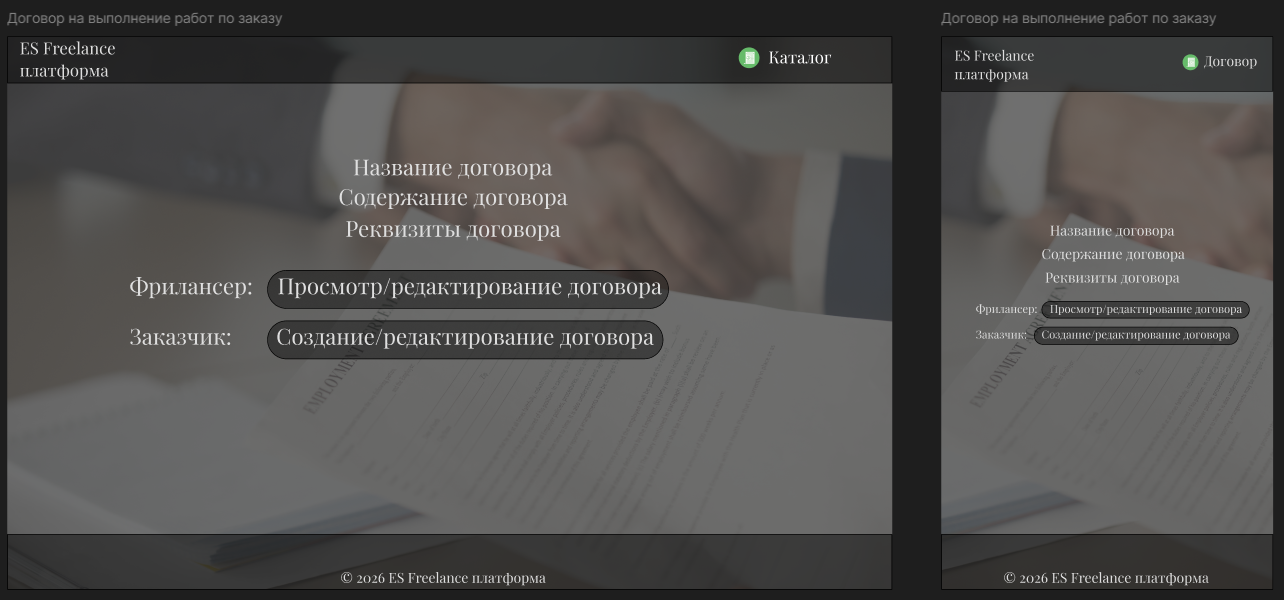 Договор на выполнение работ по заказу
ES Freelance
платформа
Каталог
Название договора
Содержание договора
Реквизиты договора
Фрилансер: Просмотр/редактирование договора
Заказчик: Создание/редактирование договора
© 2026 ES Freelance платформа
Договор на выполнение работ по заказу
ES Freelance
платформа
Договор
Название договора
Содержание договора
Реквизиты договора
Фрилансер: Просмотр/редактирование договора
Заказчик: Создание/редактирование договора
© 2026 ES Freelance платформа